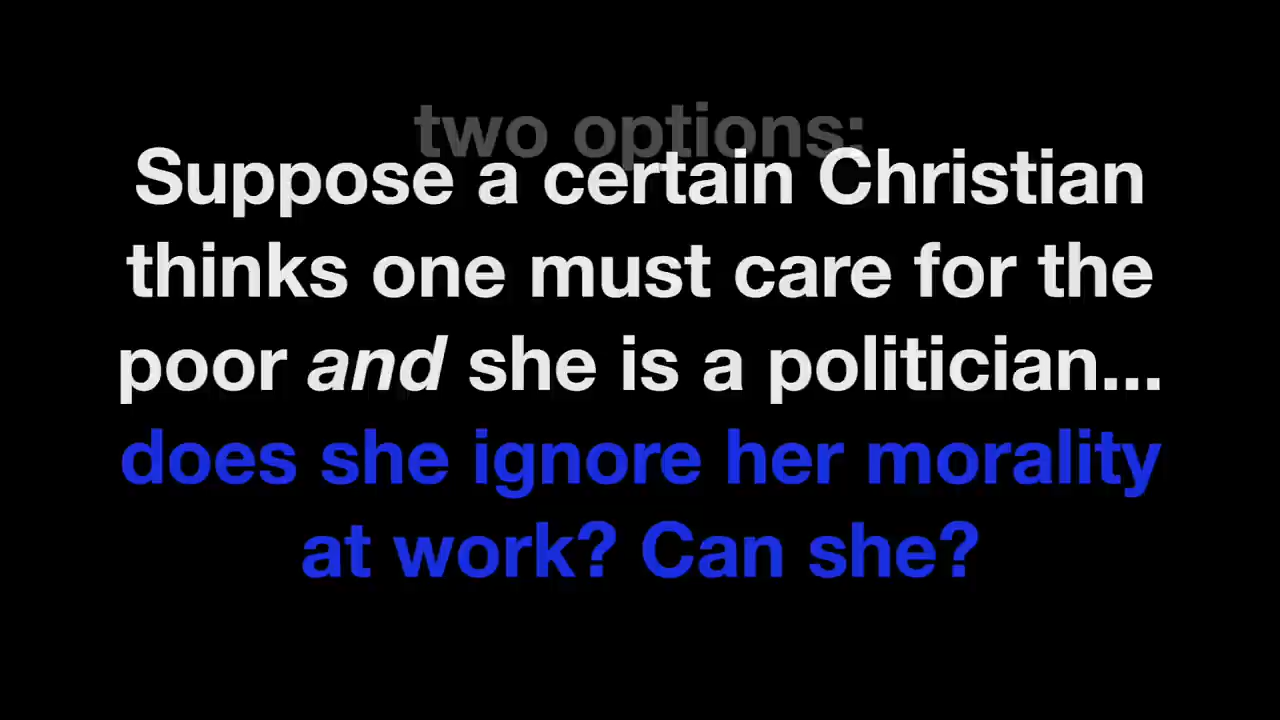 two options:
Suppose a certain Christian
thinks one must care for the
poor and she is a politician...
does she ignore her morality
at work? Can she?